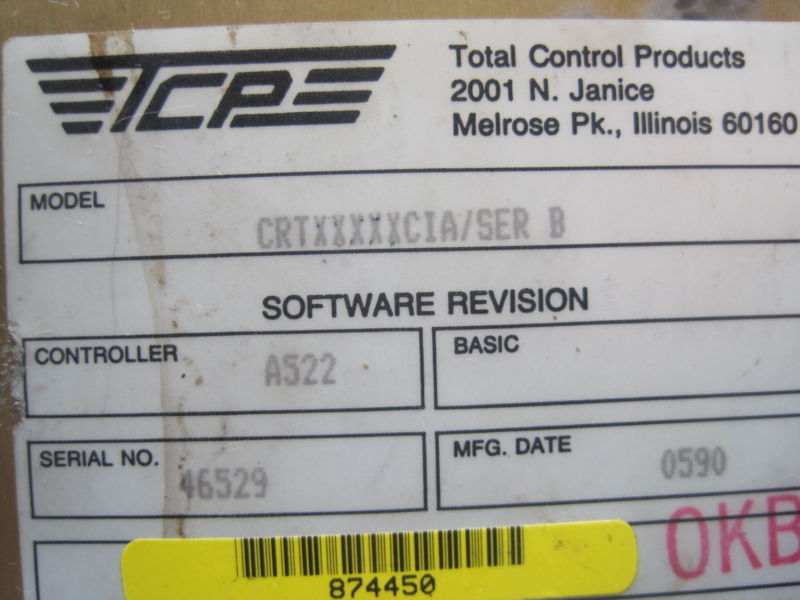 TCP
Total Control Products
2001 N. Janice
Melrose Pk., Illinois 60160
MODEL
CRTXXXXXCIA/SER B
SOFTWARE REVISION
CONTROLLER
A522
BASIC
SERIAL NO.
46529
MFG. DATE
0590
OKB
874450